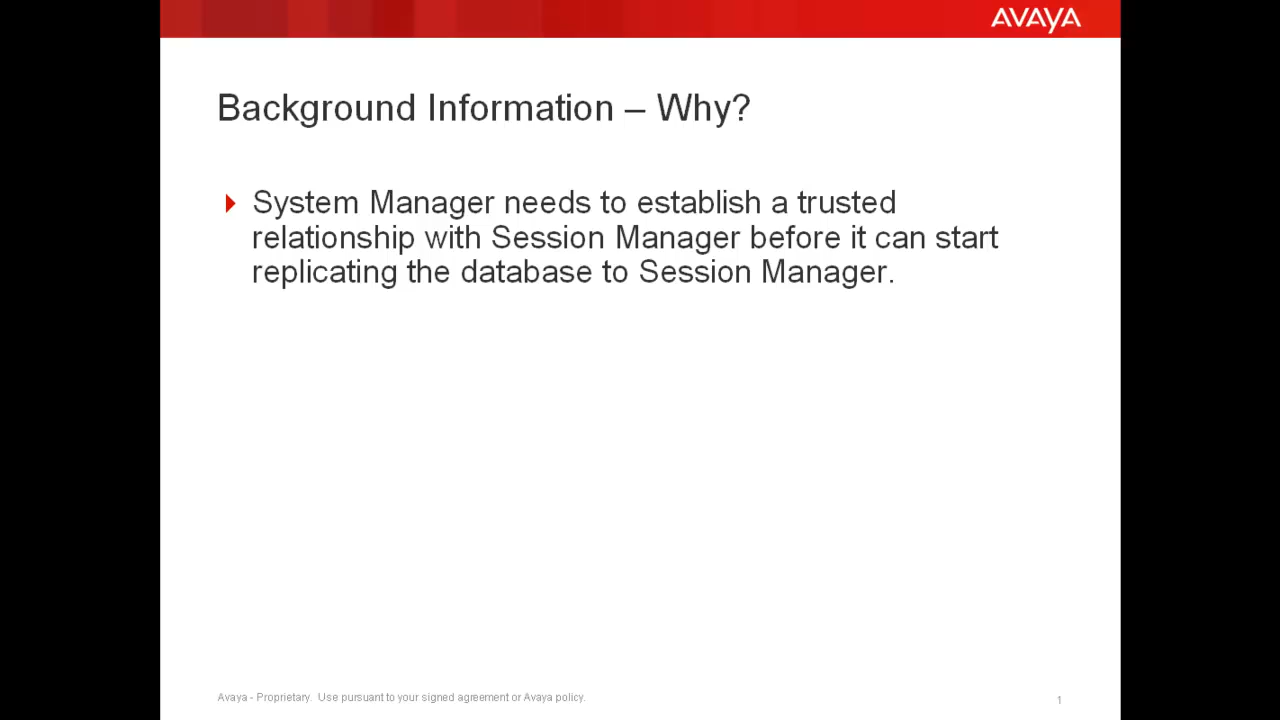 AVAYA
Background Information – Why?
System Manager needs to establish a trusted
relationship with Session Manager before it can start
replicating the database to Session Manager.
Avaya - Proprietary. Use pursuant to your signed agreement or Avaya policy.
1